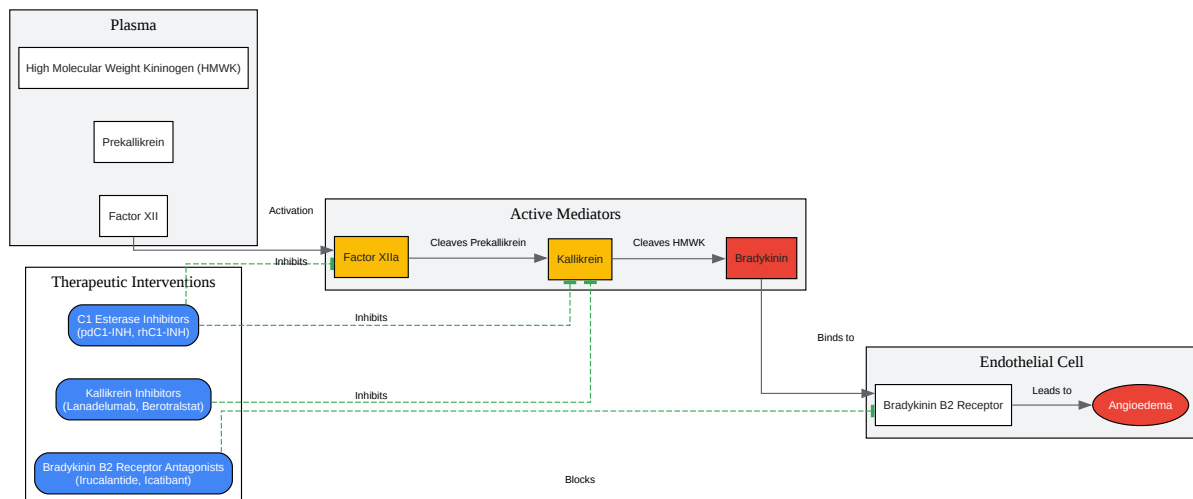 Plasma
High Molecular Weight Kininogen (HMWK)
Prekallikrein
Factor XII
Activation
Active Mediators
Factor XIIa
Cleaves Prekallikrein
Kallikrein
Cleaves HMWK
Bradykinin
Inhibits
Therapeutic Interventions
C1 Esterase Inhibitors
(pdC1-INH, rhC1-INH)
Inhibits
Kallikrein Inhibitors
(Lanadelumab, Berotralstat)
Inhibits
Bradykinin B2 Receptor Antagonists
(Irucalantide, Icatibant)
Blocks
Binds to
Endothelial Cell
Bradykinin B2 Receptor
Leads to
Angioedema